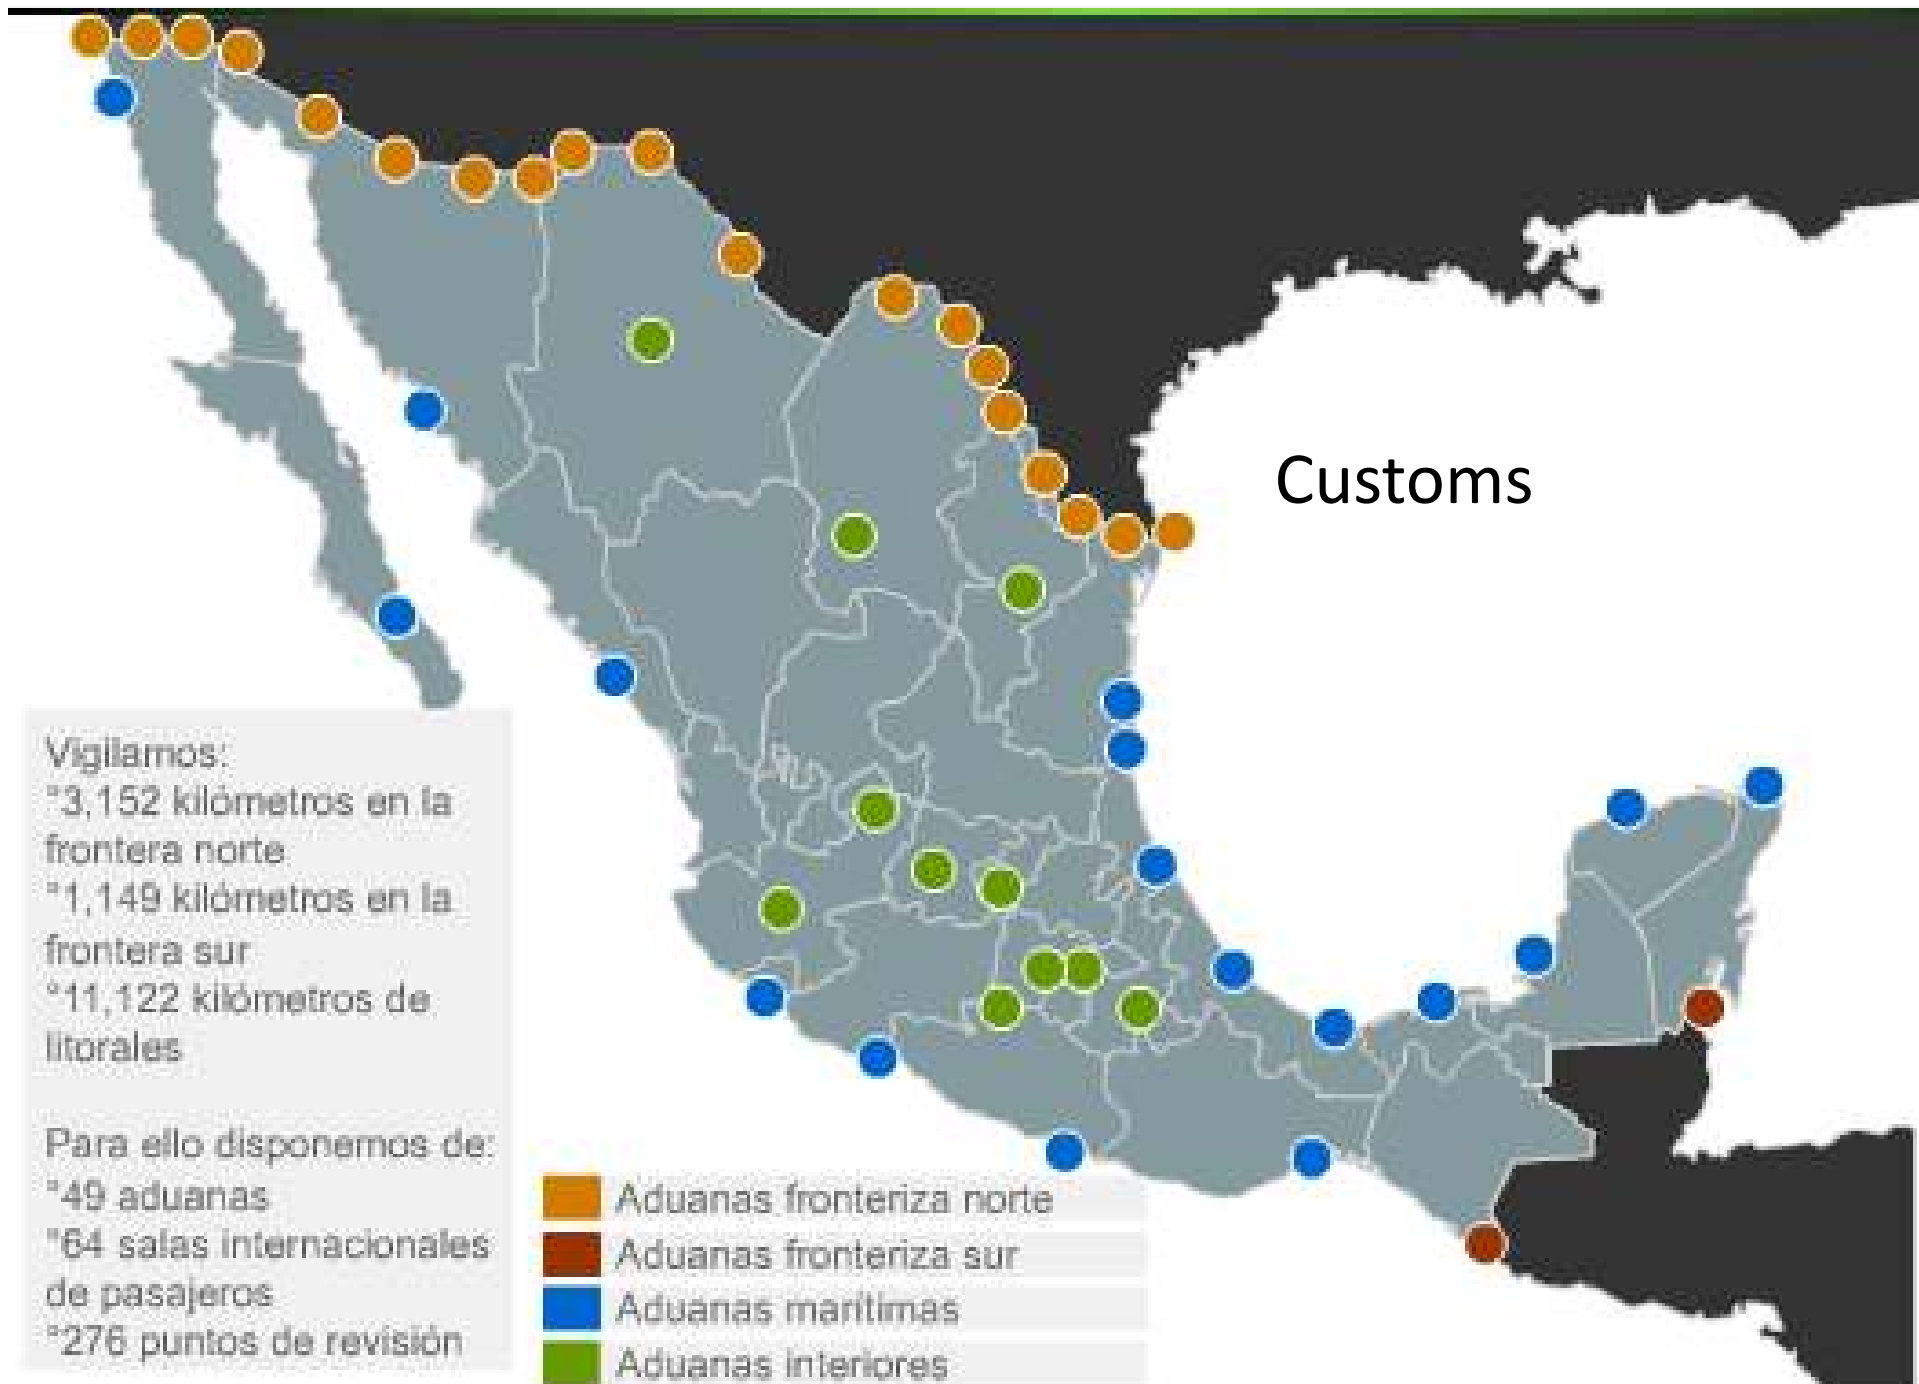 Customs
Vigilamos:
°3,152 kilómetros en la
frontera norte
°1,149 kilómetros en la
frontera sur
°11,122 kilómetros de
litorales
Para ello disponemos de:
°49 aduanas
°64 salas internacionales
de pasajeros
°276 puntos de revisión
Aduanas fronteriza norte
Aduanas fronteriza sur
Aduanas marítimas
Aduanas interiores